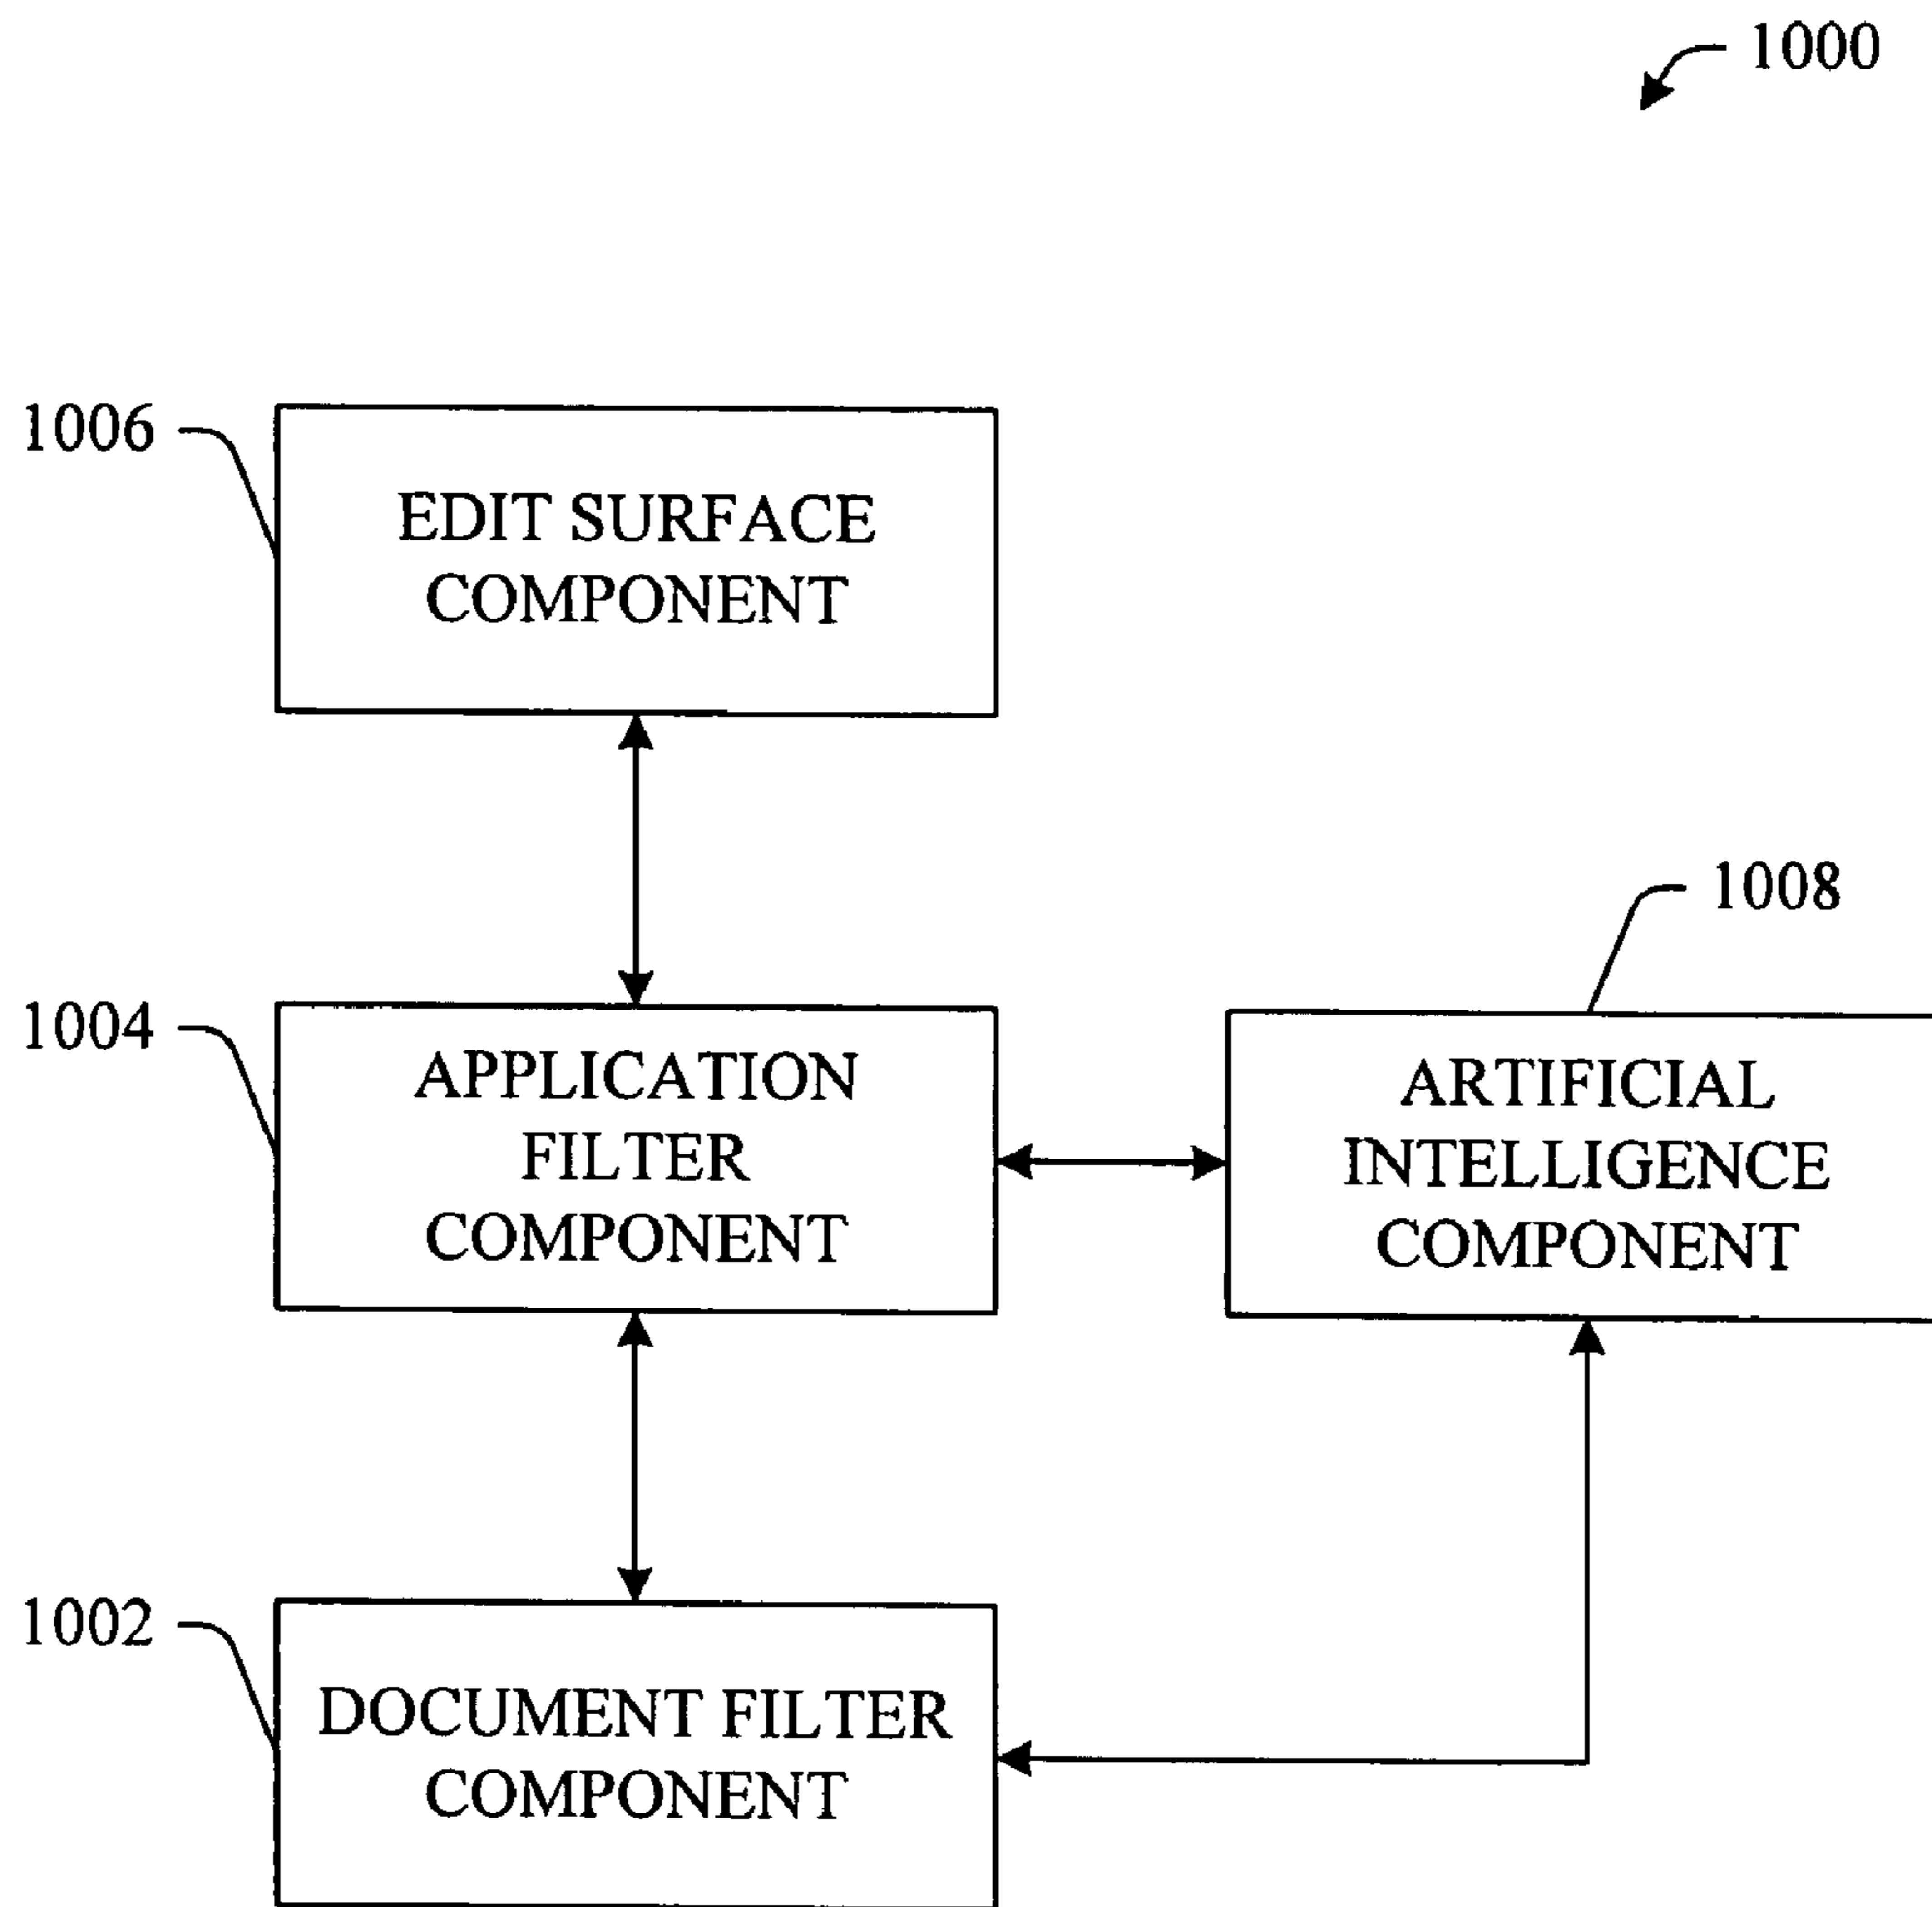 1000
1006
EDIT SURFACE
COMPONENT
1008
1004
APPLICATION
FILTER
COMPONENT
ARTIFICIAL
INTELLIGENCE
COMPONENT
1002
DOCUMENT FILTER
COMPONENT